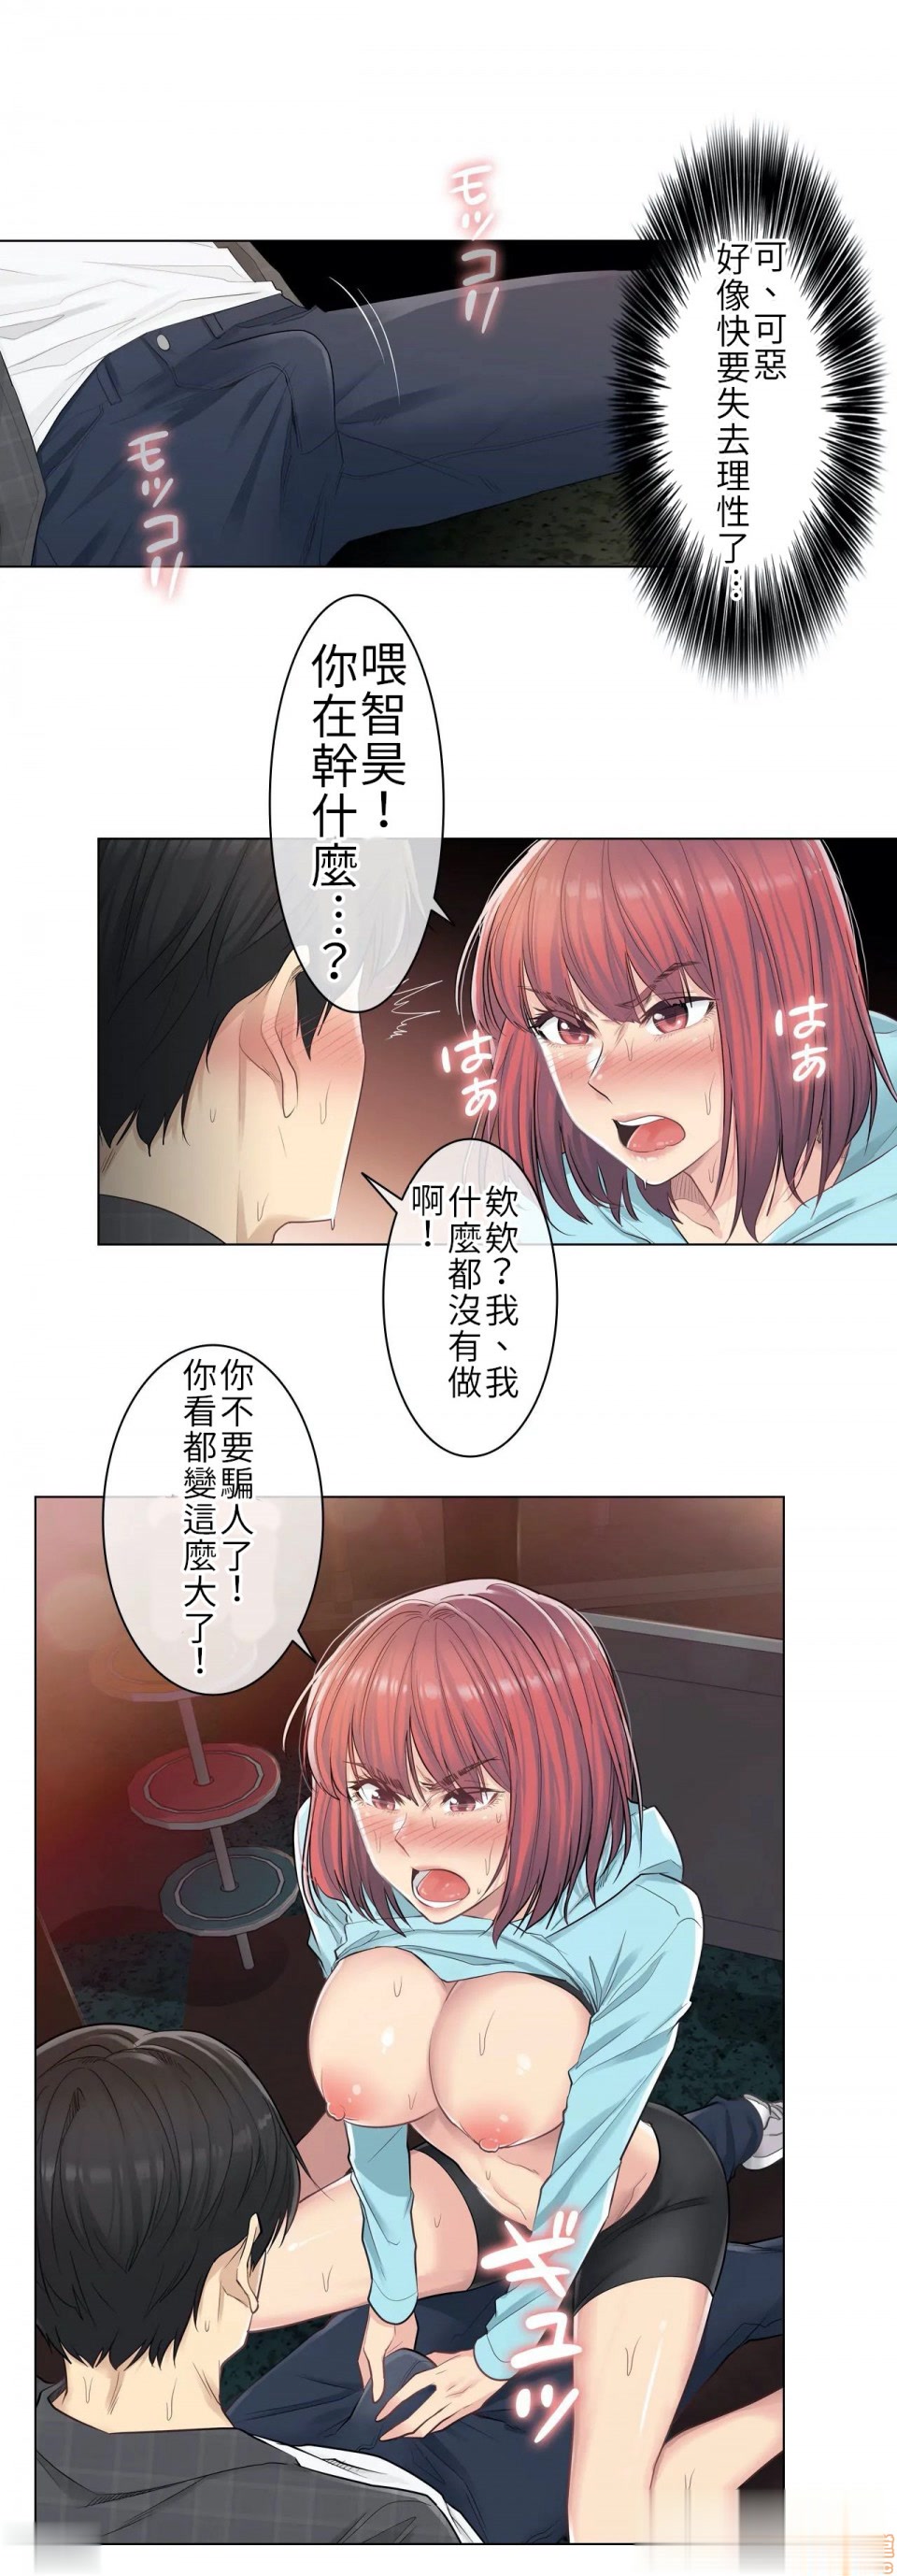 モッコリ
可、可惡
好像快要失去理性了…
モッコリ
喂智昊！
你在幹什麼…？
はぁ
はぁ
欸欸？我、我
什麼都沒有做
啊！
你不要騙人了！
你看都變這麼大了！
ギュッ